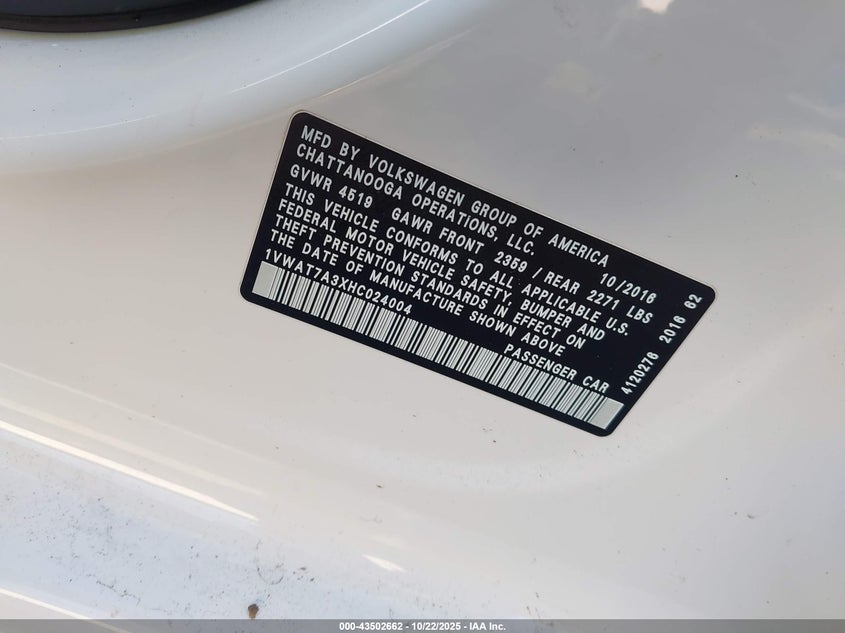 MFD BY VOLKSWAGEN GROUP OF AMERICA
CHATTANOOGA OPERATIONS, LLC. 10/2016
GVWR 4519 GAWR FRONT 2359 / REAR 2271 LBS
THIS VEHICLE CONFORMS TO ALL APPLICABLE U.S.
FEDERAL MOTOR VEHICLE SAFETY, BUMPER AND
THEFT PREVENTION STANDARDS IN EFFECT ON
THE DATE OF MANUFACTURE SHOWN ABOVE
1VWAT7A3XHC024004 PASSENGER CAR
4120276 2016 62
000-43502662 - 10/22/2025 - IAA Inc.